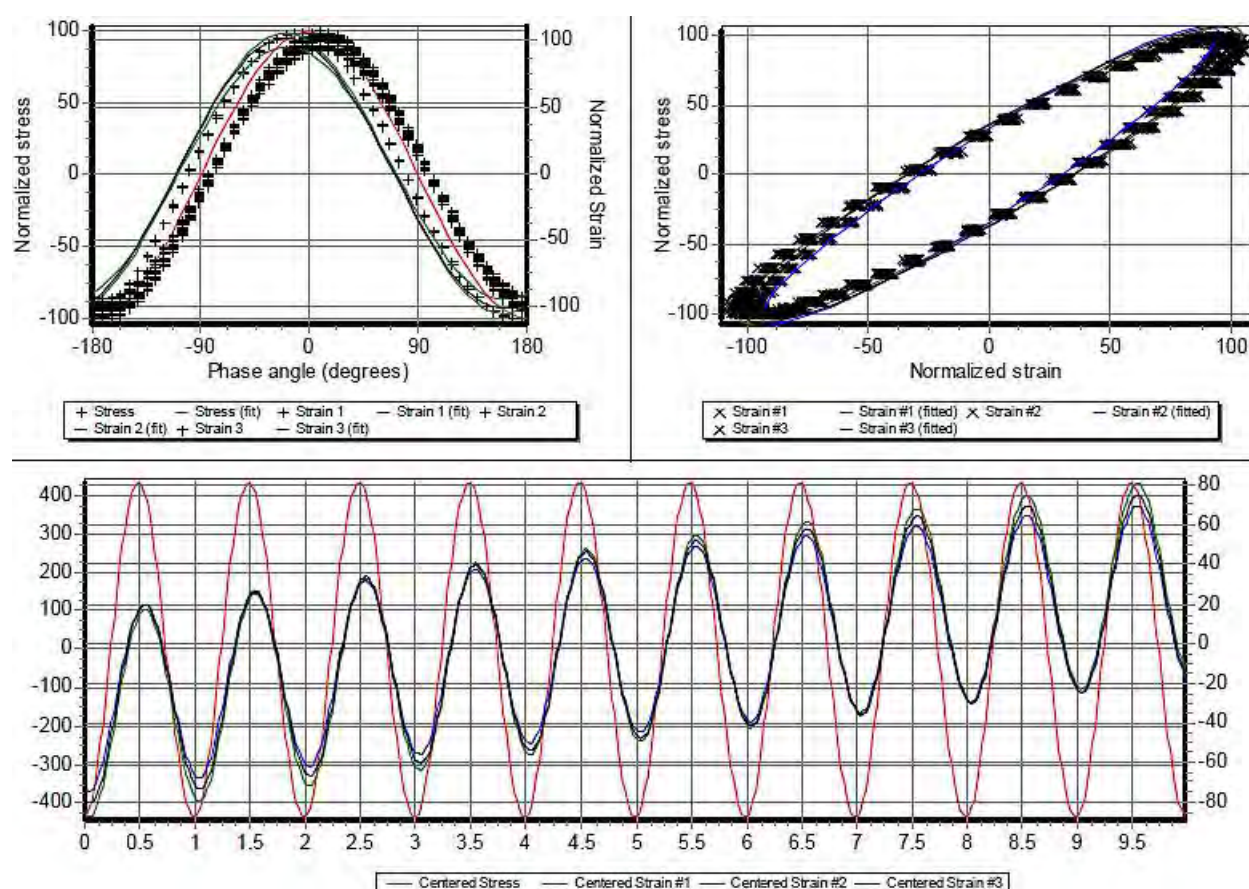 100
50
0
-50
-100
Normalized stress
100
50
0
-50
-100
Normalized Strain
-180 -90 0 90 180
Phase angle (degrees)
Stress Stress (fit) Strain 1 Strain 1 (fit) Strain 2
Strain 2 (fit) Strain 3 Strain 3 (fit)
100
50
0
-50
-100
Normalized stress
-100 -50 0 50 100
Normalized strain
Strain #1 Strain #1 (fitted) Strain #2 Strain #2 (fitted)
Strain #3 Strain #3 (fitted)
400
300
200
100
0
-100
-200
-300
-400
80
60
40
20
0
-20
-40
-60
-80
0 0.5 1 1.5 2 2.5 3 3.5 4 4.5 5 5.5 6 6.5 7 7.5 8 8.5 9 9.5
Centered Stress Centered Strain #1 Centered Strain #2 Centered Strain #3